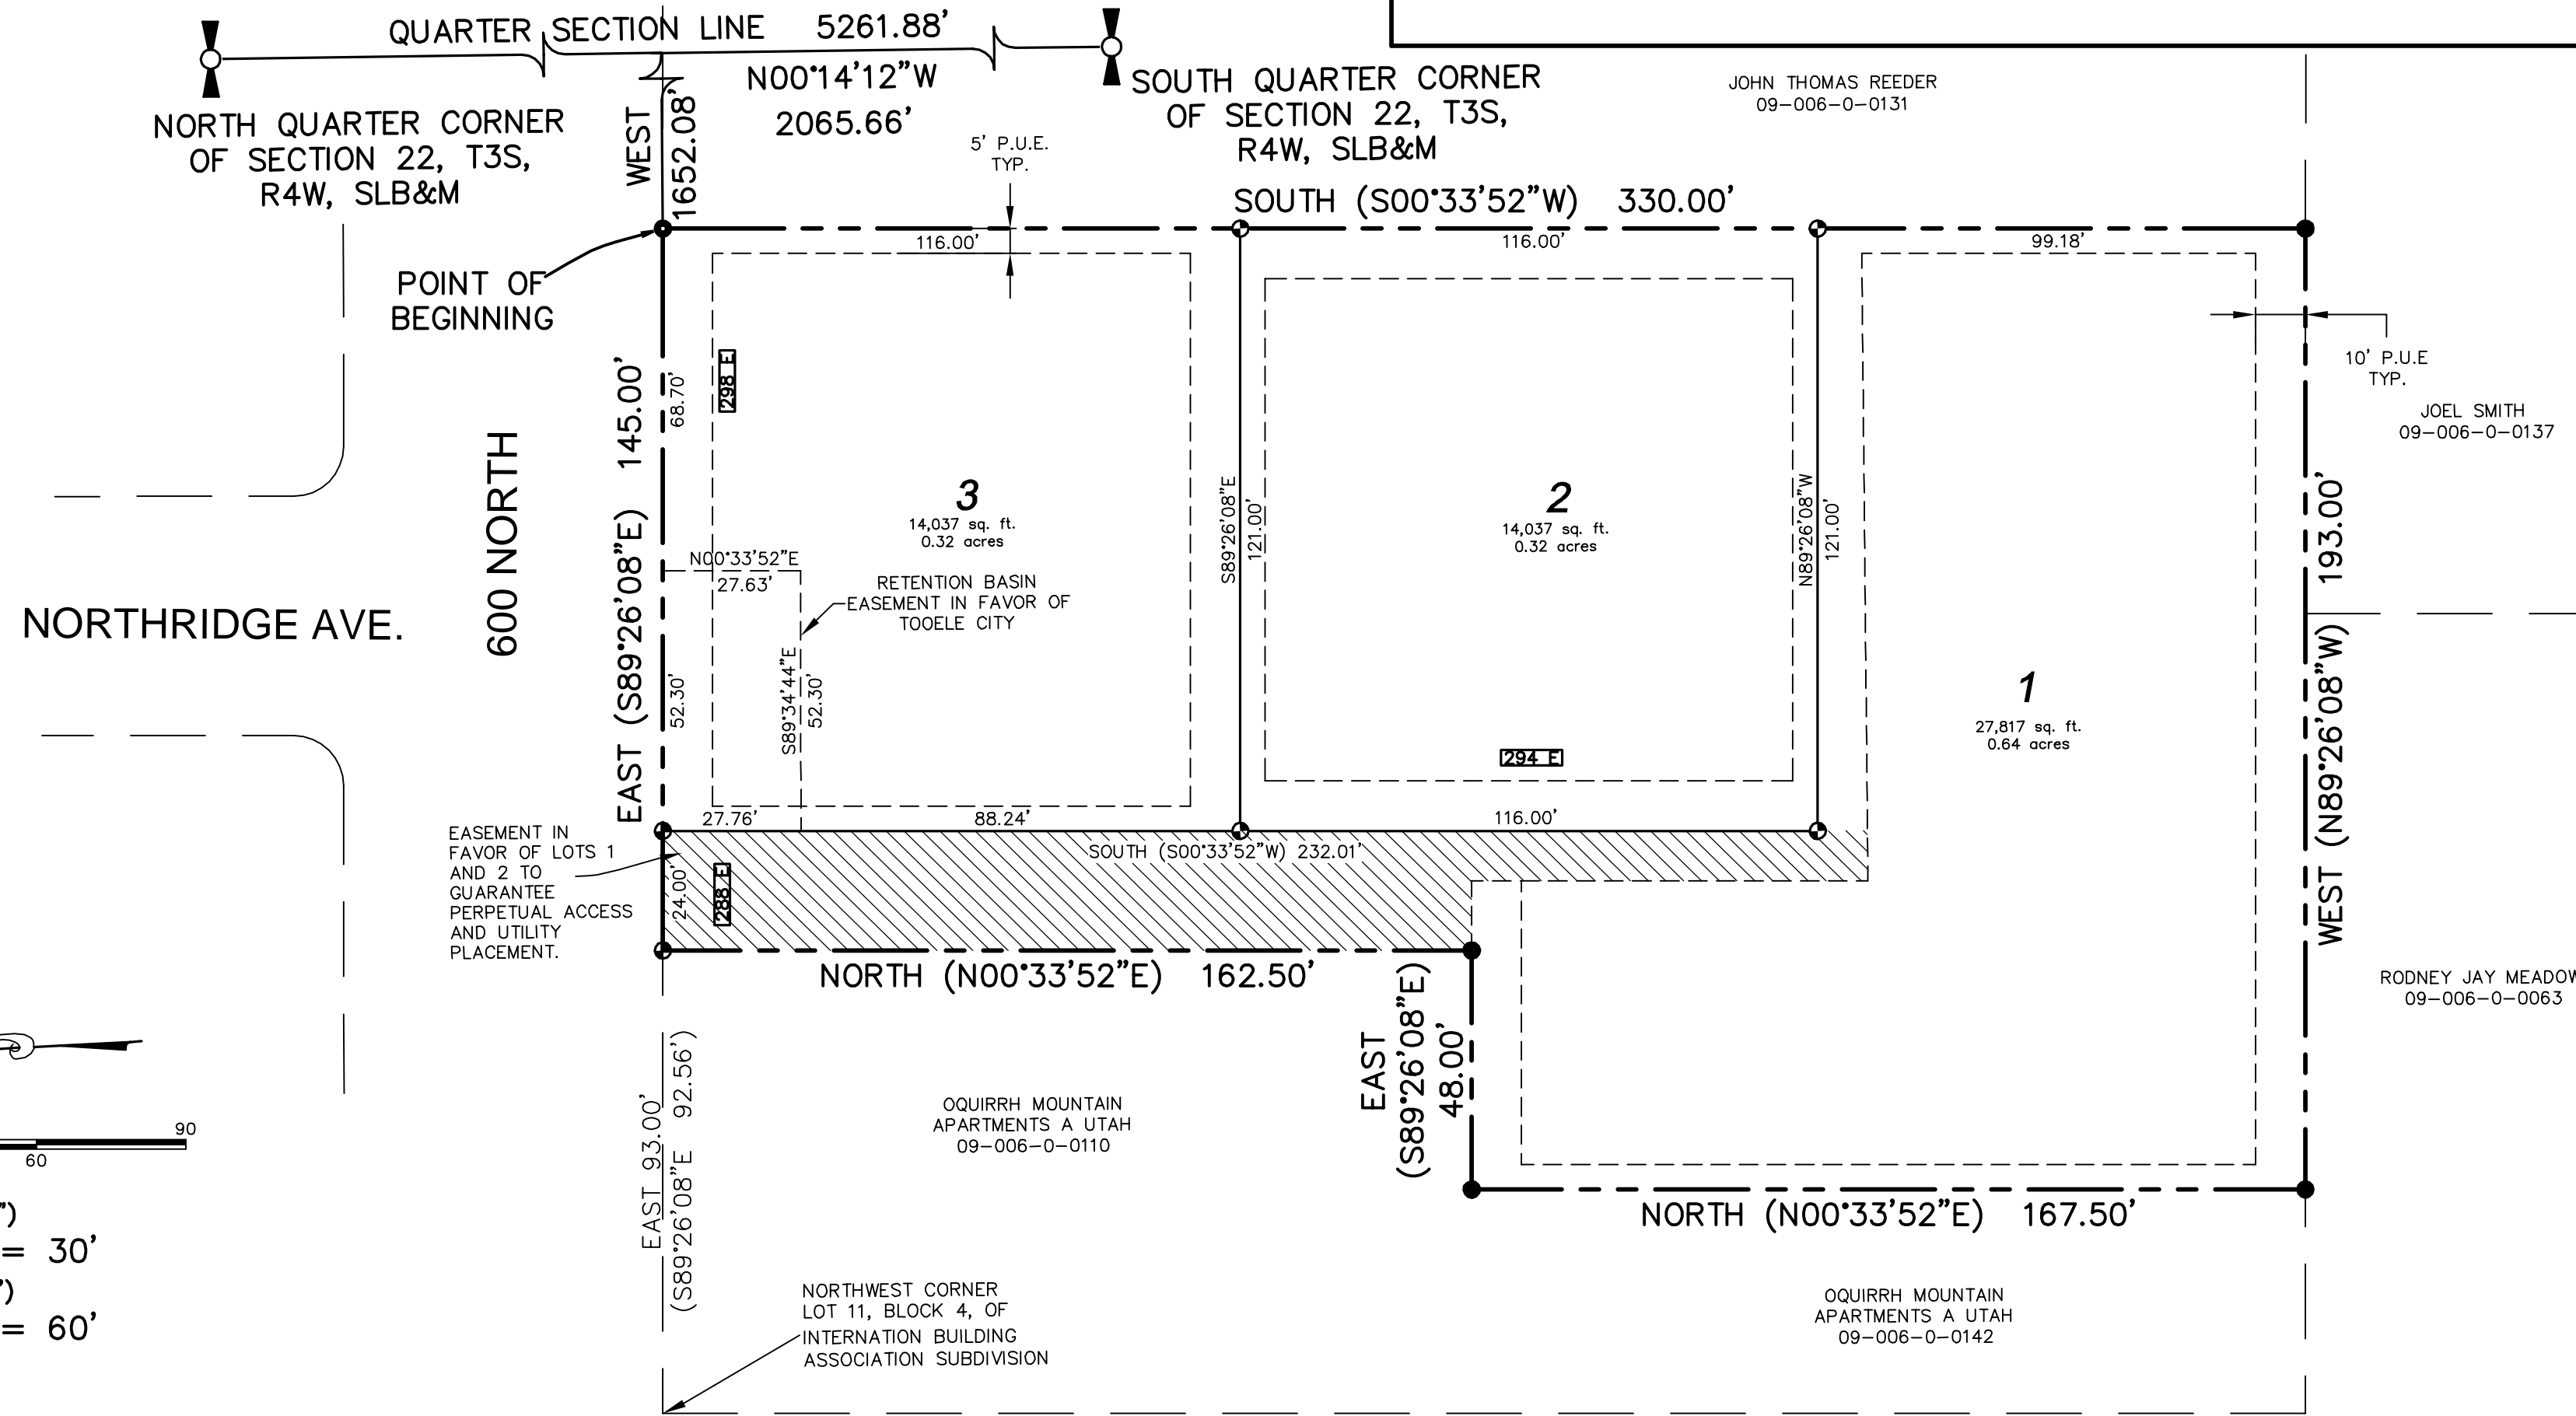 QUARTER SECTION LINE 5261.88'
N00°14'12"W
2065.66'
NORTH QUARTER CORNER
OF SECTION 22, T3S,
R4W, SLB&M
WEST
1652.08'
SOUTH QUARTER CORNER
OF SECTION 22, T3S,
R4W, SLB&M
JOHN THOMAS REEDER
09-006-0-0131
5' P.U.E.
TYP.
SOUTH (S00°33'52"W) 330.00'
116.00'
116.00'
99.18'
POINT OF
BEGINNING
10' P.U.E
TYP.
JOEL SMITH
09-006-0-0137
298 E
68.70'
EAST (S89°26'08"E) 145.00'
600 NORTH
NORTHRIDGE AVE.
3
14,037 sq. ft.
0.32 acres
N00°33'52"E
27.63'
RETENTION BASIN
EASEMENT IN FAVOR OF
TOOELE CITY
S89°34'44"E
52.30'
52.30'
S89°26'08"E
121.00'
2
14,037 sq. ft.
0.32 acres
294 E
N89°26'08"W
121.00'
1
27,817 sq. ft.
0.64 acres
WEST (N89°26'08"W) 193.00'
27.76'
88.24'
116.00'
SOUTH (S00°33'52"W) 232.01'
EASEMENT IN
FAVOR OF LOTS 1
AND 2 TO
GUARANTEE
PERPETUAL ACCESS
AND UTILITY
PLACEMENT.
24.00'
288 E
NORTH (N00°33'52"E) 162.50'
EAST
(S89°26'08"E)
48.00'
RODNEY JAY MEADOW
09-006-0-0063
EAST 93.00'
(S89°26'08"E 92.56')
OQUIRRH MOUNTAIN
APARTMENTS A UTAH
09-006-0-0110
NORTH (N00°33'52"E) 167.50'
90
60
")
= 30'
')
= 60'
NORTHWEST CORNER
LOT 11, BLOCK 4, OF
INTERNATION BUILDING
ASSOCIATION SUBDIVISION
OQUIRRH MOUNTAIN
APARTMENTS A UTAH
09-006-0-0142